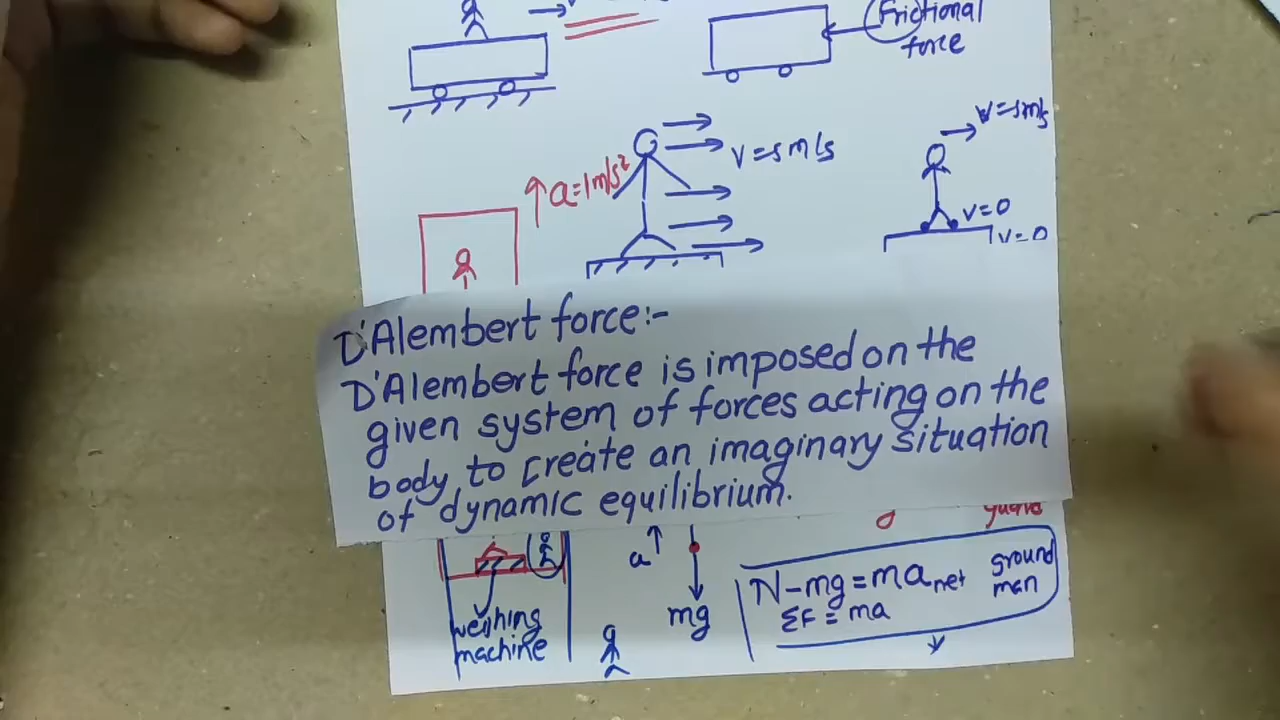 Frictional
force
a=1m/s²
V=5m/s
V=5m/s
V=0
V=0
D'Alembert force:-
D'Alembert force is imposed on the
given system of forces acting on the
body, to create an imaginary situation
of dynamic equilibrium.
a
mg
N-mg=ma net
ΣF = ma
ground
man
weighing
machine